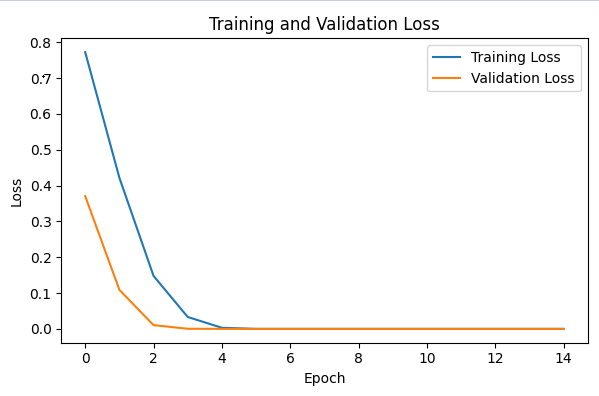 Training and Validation Loss
Training Loss
Validation Loss
0.8
0.7
0.6
0.5
0.4
0.3
0.2
0.1
0.0
Loss
0 2 4 6 8 10 12 14
Epoch